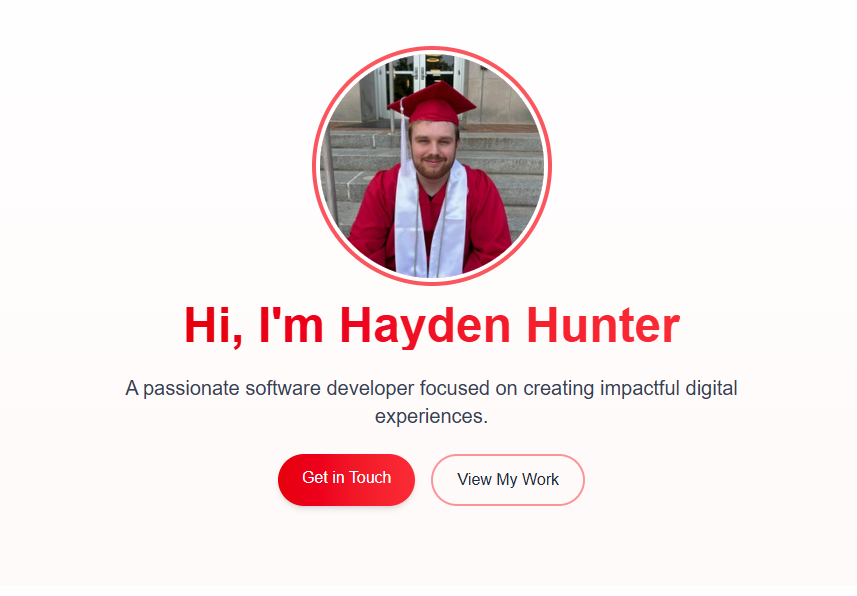 Hi, I'm Hayden Hunter
A passionate software developer focused on creating impactful digital
experiences.
Get in Touch
View My Work